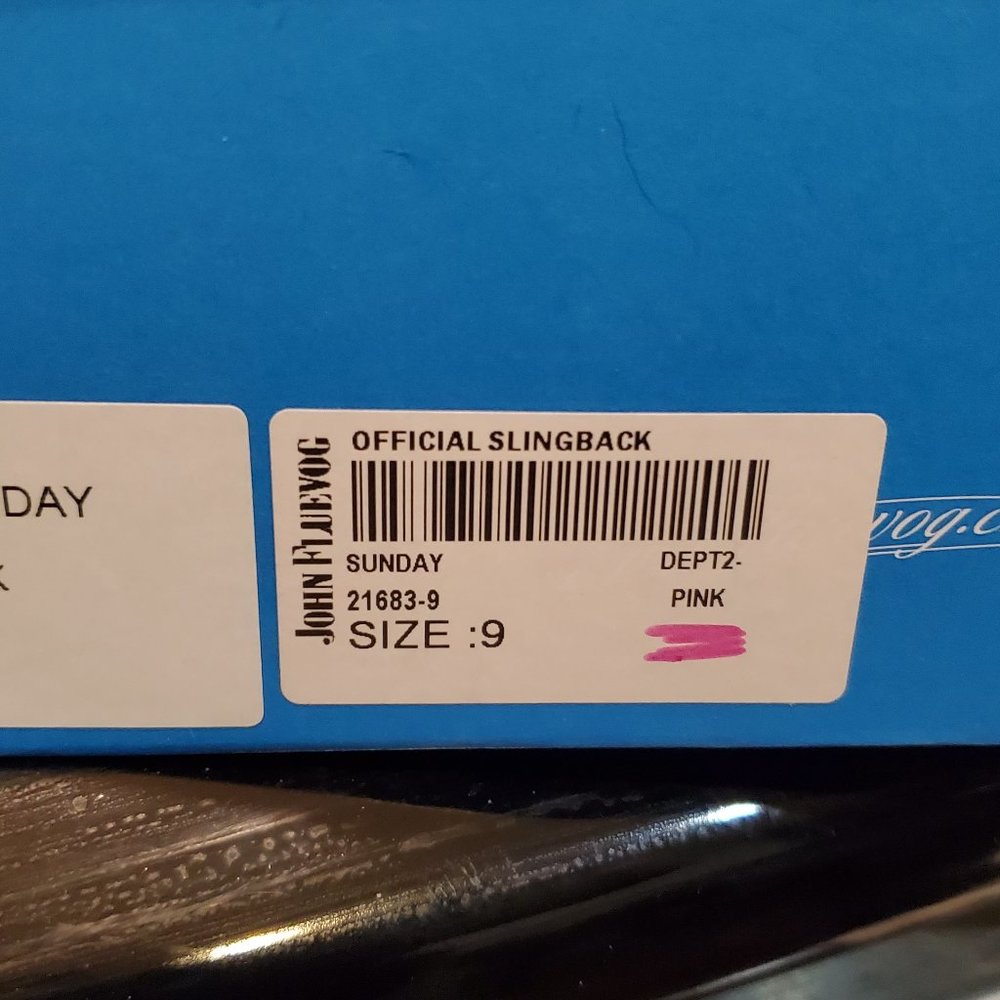 DAY
JOHN FLUEVOG
OFFICIAL SLINGBACK
SUNDAY DEPT2-
21683-9 PINK
SIZE :9
vog.c